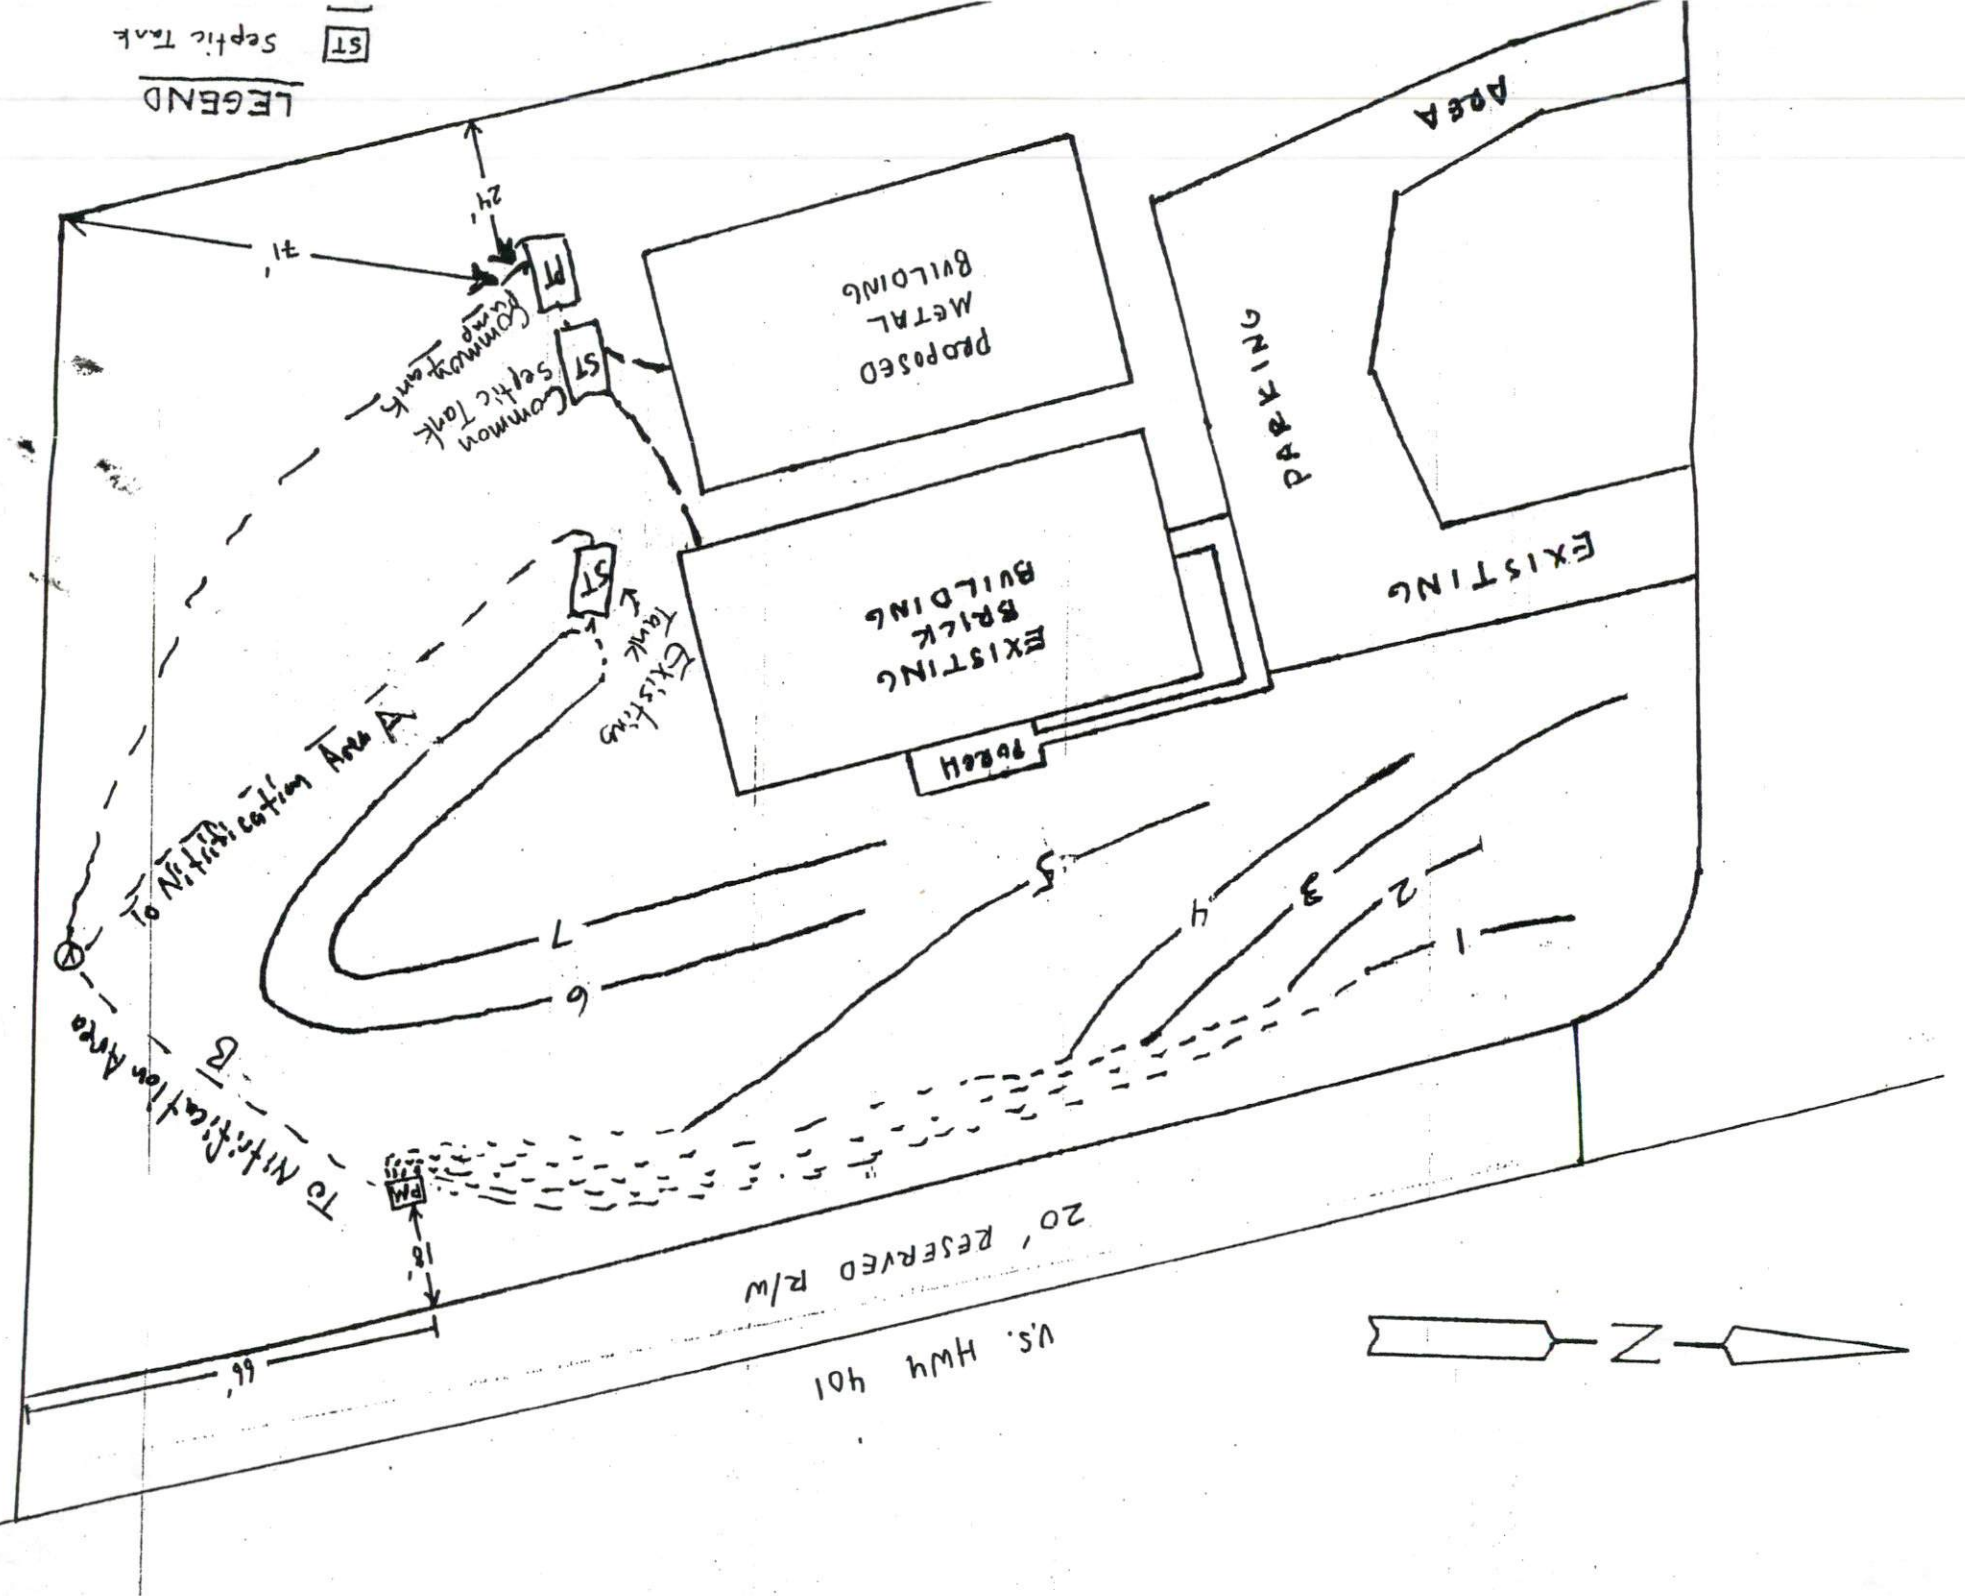 N
U.S. HWY 401
20' RESERVED R/W
66'
18'
PM
TO Nitrification Area
B
1
2
3
4
5
6
7
V
To Nitrification Area A
PORCH
EXISTING
BRICK
BUILDING
Existing
Tank
ST
EXISTING
PARKING
AREA
PROPOSED
METAL
BUILDING
Common
Septic Tank
ST
Common
Pump Tank
PT
71'
24'
LEGEND
ST Septic Tank